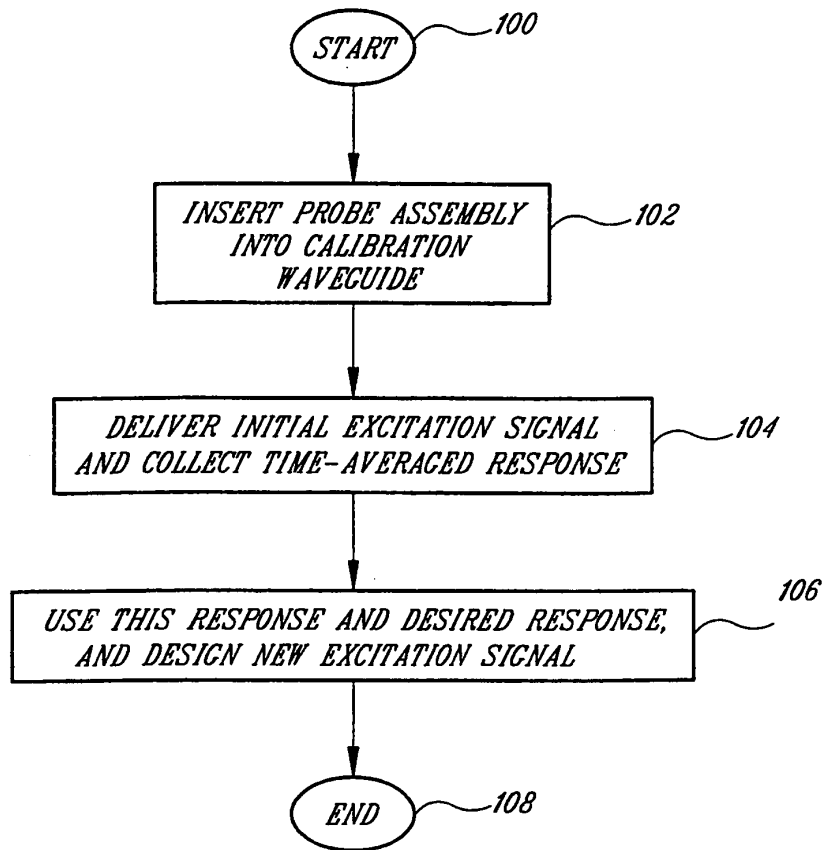 START
100
INSERT PROBE ASSEMBLY
INTO CALIBRATION
WAVEGUIDE
102
DELIVER INITIAL EXCITATION SIGNAL
AND COLLECT TIME-AVERAGED RESPONSE
104
USE THIS RESPONSE AND DESIRED RESPONSE,
AND DESIGN NEW EXCITATION SIGNAL
106
END
108